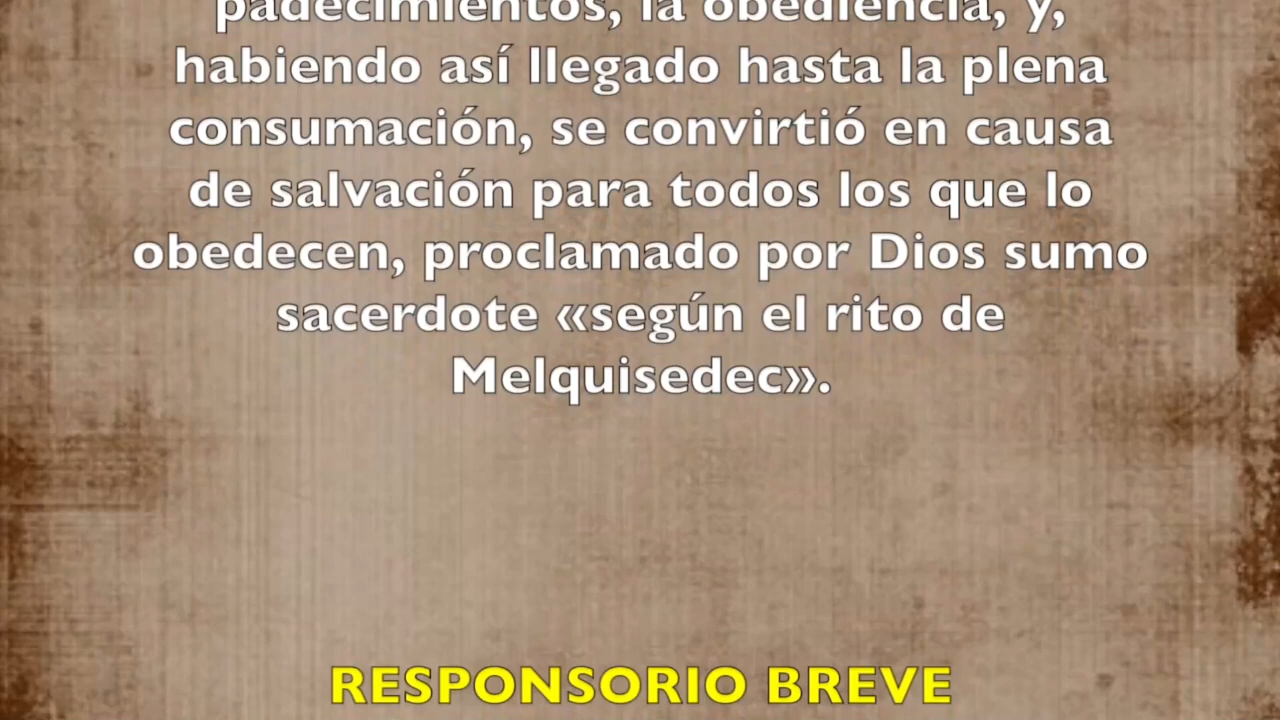 padecimientos, la obediencia, y,
habiendo así llegado hasta la plena
consumación, se convirtió en causa
de salvación para todos los que lo
obedecen, proclamado por Dios sumo
sacerdote «según el rito de
Melquisedec».
RESPONSORIO BREVE